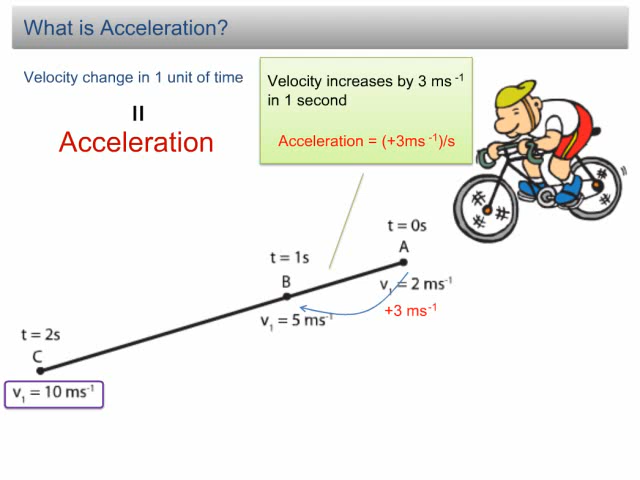 What is Acceleration?
Velocity change in 1 unit of time
=
Acceleration
Velocity increases by 3 ms⁻¹
in 1 second
Acceleration = (+3ms⁻¹)/s
t = 0s
A
v₁ = 2 ms⁻¹
+3 ms⁻¹
t = 1s
B
v₁ = 5 ms⁻¹
t = 2s
C
v₁ = 10 ms⁻¹